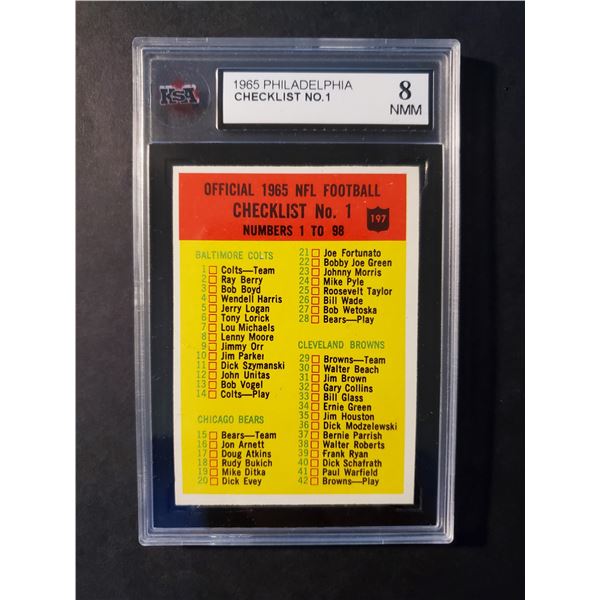 KSA
1965 PHILADELPHIA
CHECKLIST NO.1
8
NMM
OFFICIAL 1965 NFL FOOTBALL
CHECKLIST No. 1
NUMBERS 1 TO 98
197
BALTIMORE COLTS
1 Colts—Team
2 Ray Berry
3 Bob Boyd
4 Wendell Harris
5 Jerry Logan
6 Tony Lorick
7 Lou Michaels
8 Lenny Moore
9 Jimmy Orr
10 Jim Parker
11 Dick Szymanski
12 John Unitas
13 Bob Vogel
14 Colts—Play
CHICAGO BEARS
15 Bears—Team
16 Jon Arnett
17 Doug Atkins
18 Rudy Bukich
19 Mike Ditka
20 Dick Evey
21 Joe Fortunato
22 Bobby Joe Green
23 Johnny Morris
24 Mike Pyle
25 Roosevelt Taylor
26 Bill Wade
27 Bob Wetoska
28 Bears—Play
CLEVELAND BROWNS
29 Browns—Team
30 Walter Beach
31 Jim Brown
32 Gary Collins
33 Bill Glass
34 Ernie Green
35 Jim Houston
36 Dick Modzelewski
37 Bernie Parrish
38 Walter Roberts
39 Frank Ryan
40 Dick Schafrath
41 Paul Warfield
42 Browns—Play